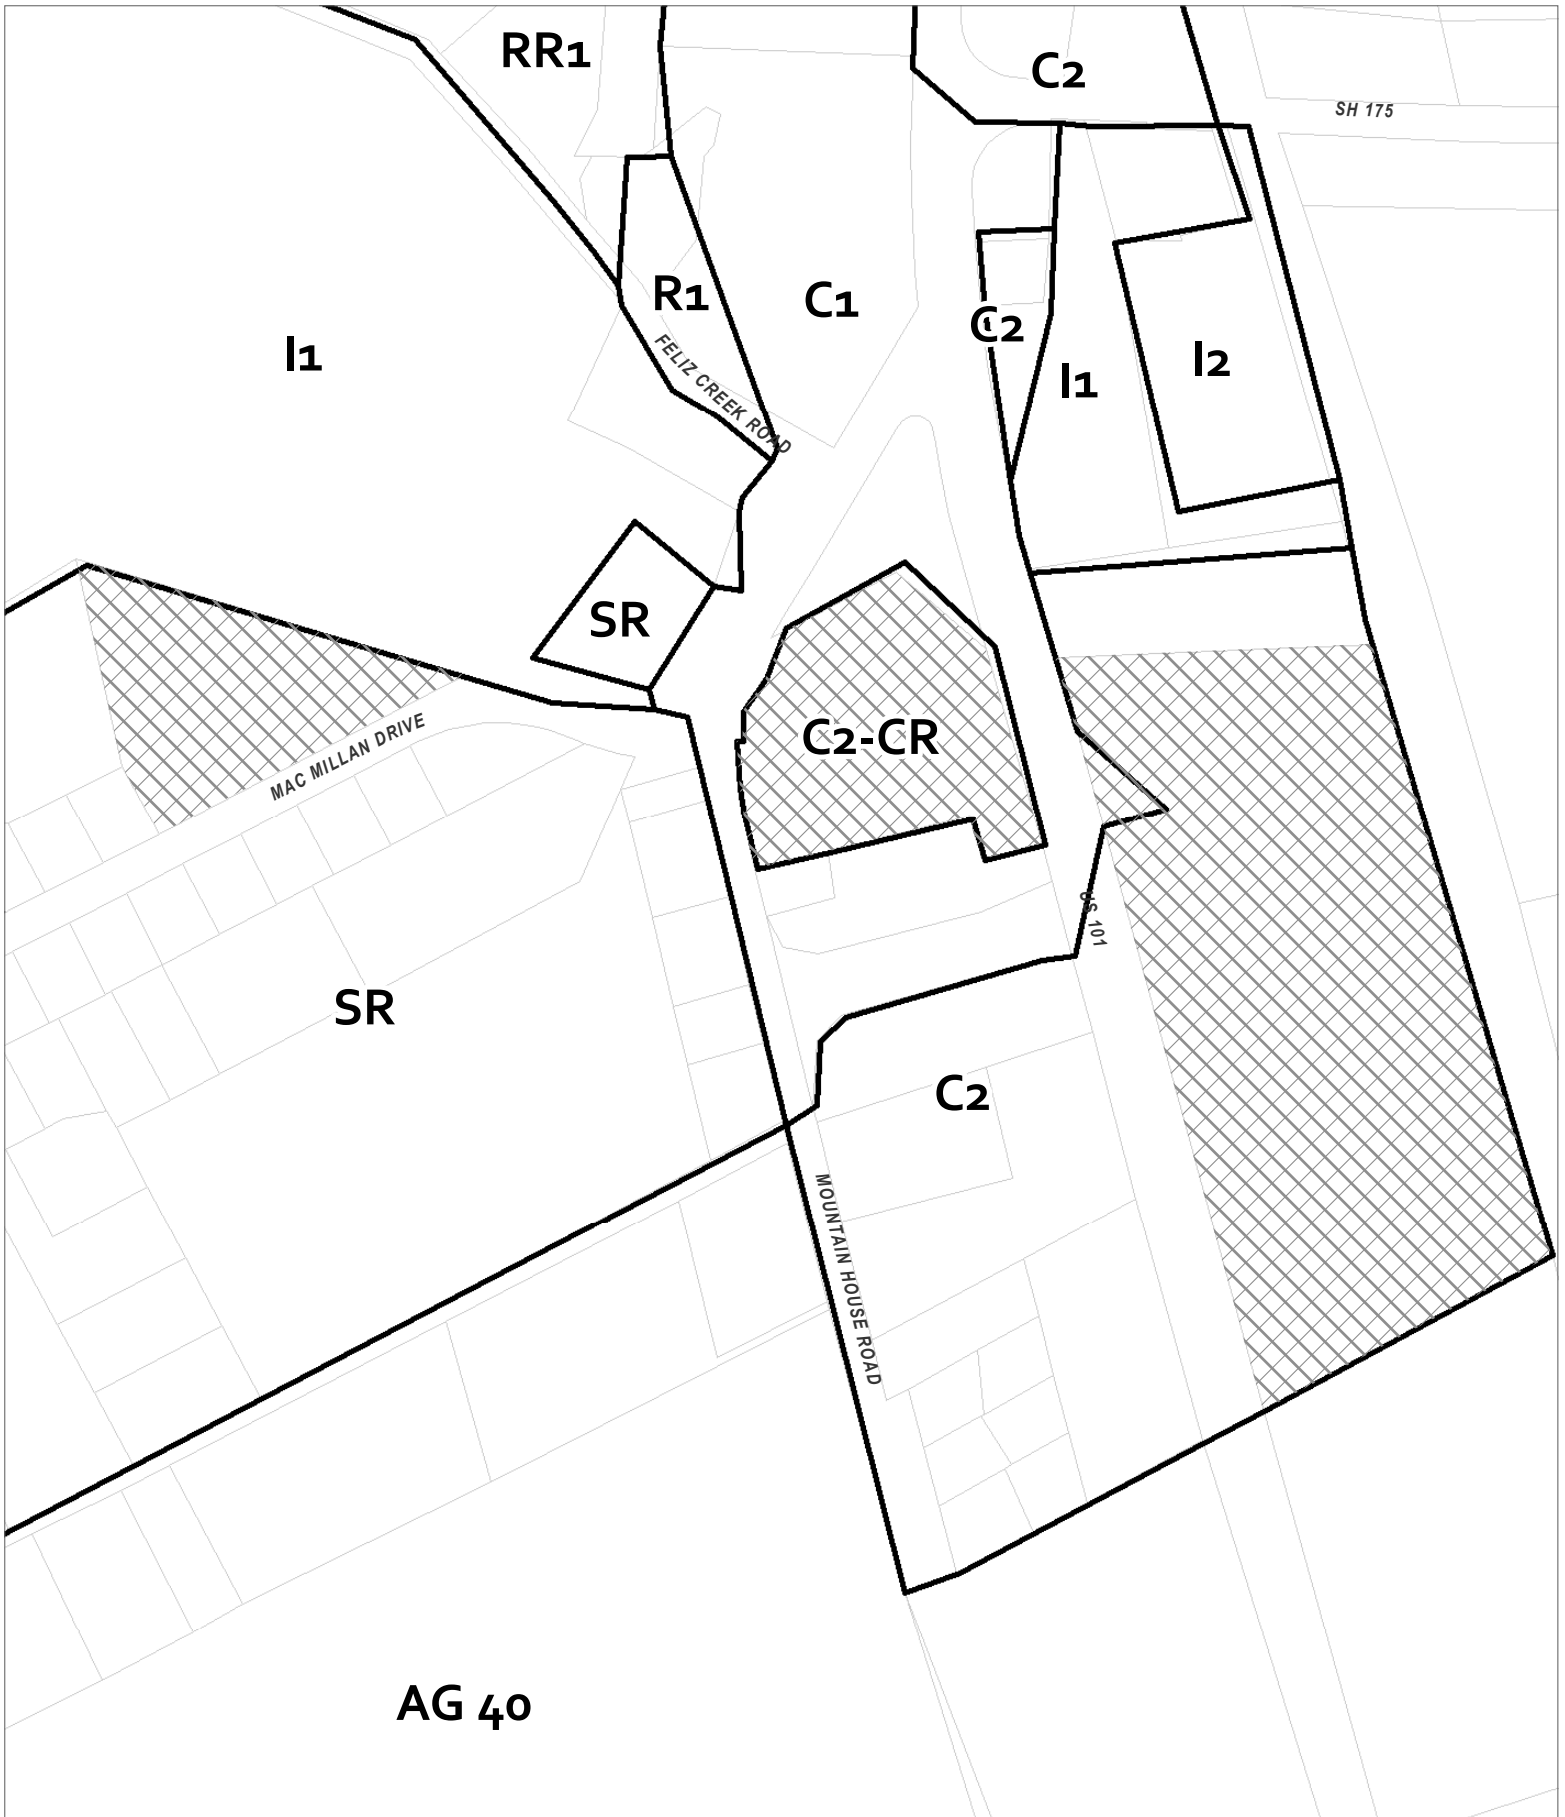 RR1
C2
SH 175
R1
C1
C2
I1
I1
I2
FELIZ CREEK ROAD
SR
C2-CR
MAC MILLAN DRIVE
US 101
SR
C2
MOUNTAIN HOUSE ROAD
AG 40